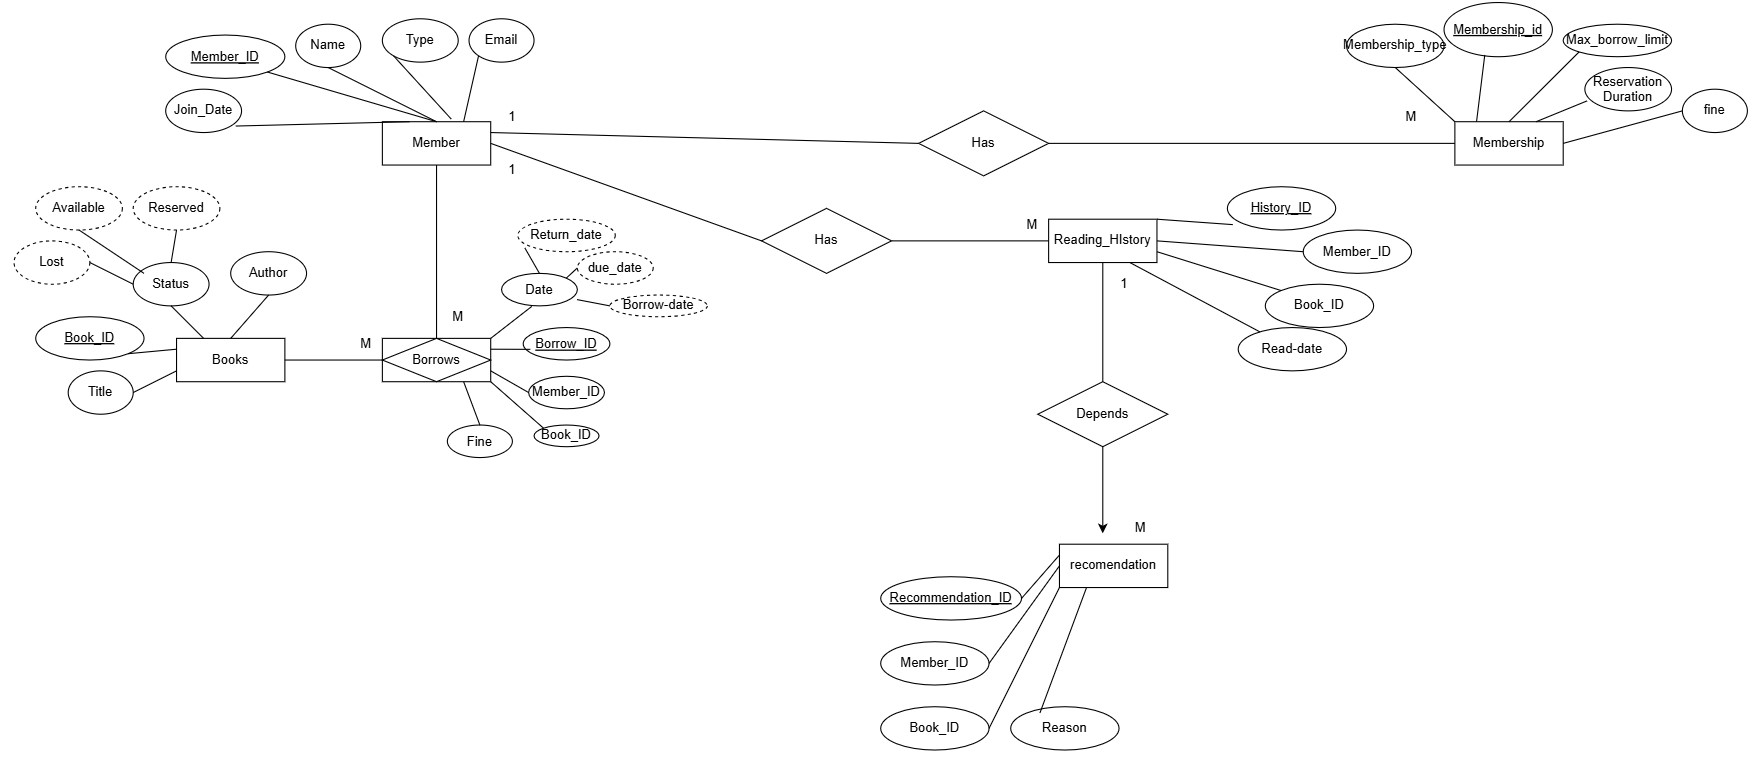 Member_ID
Name
Type
Email
Join_Date
Member
1
1
Has
M
Membership_type
Membership_id
Max_borrow_limit
Reservation
Duration
fine
Membership
Has
M
Reading_HIstory
1
History_ID
Member_ID
Book_ID
Read-date
Available
Reserved
Lost
Status
Author
Book_ID
Title
Books
M
M
Borrows
Return_date
due_date
Date
Borrow-date
Borrow_ID
Member_ID
Book_ID
Fine
Depends
M
recomendation
Recommendation_ID
Member_ID
Book_ID
Reason